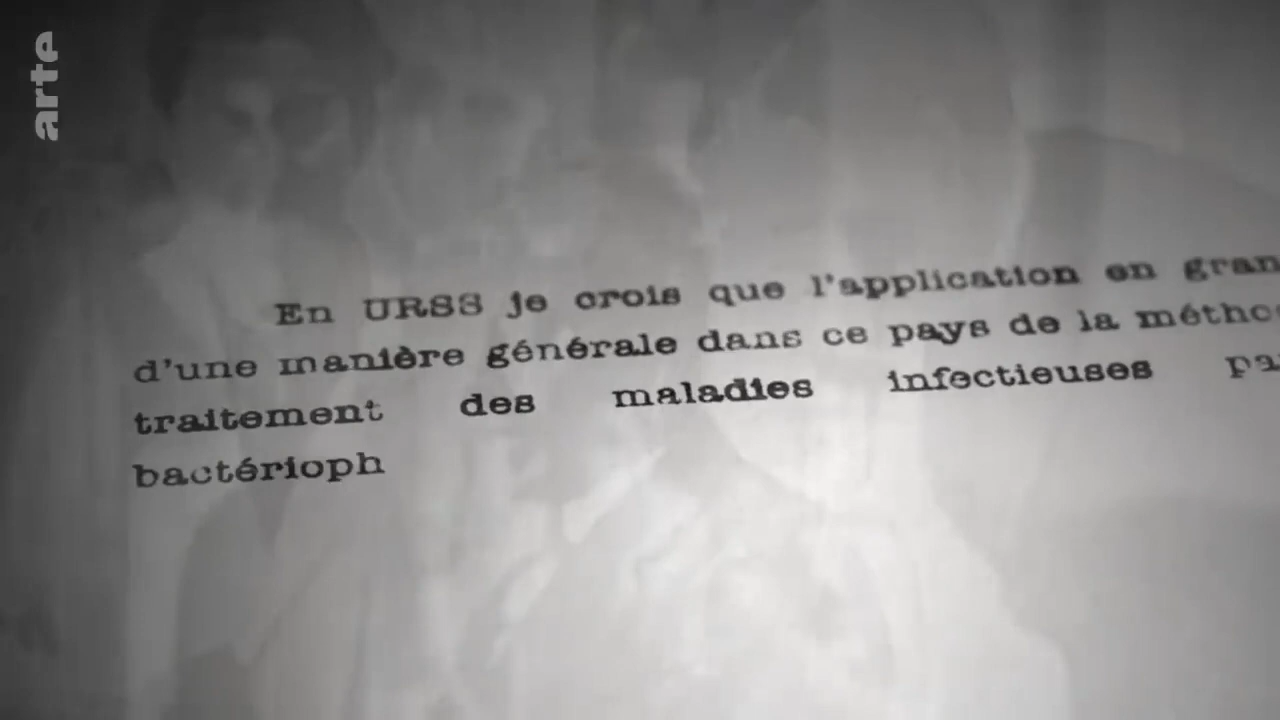 arte
En URSS je crois que l'application en gran
d'une manière générale dans ce pays de la métho
traitement des maladies infectieuses pa
bactérioph